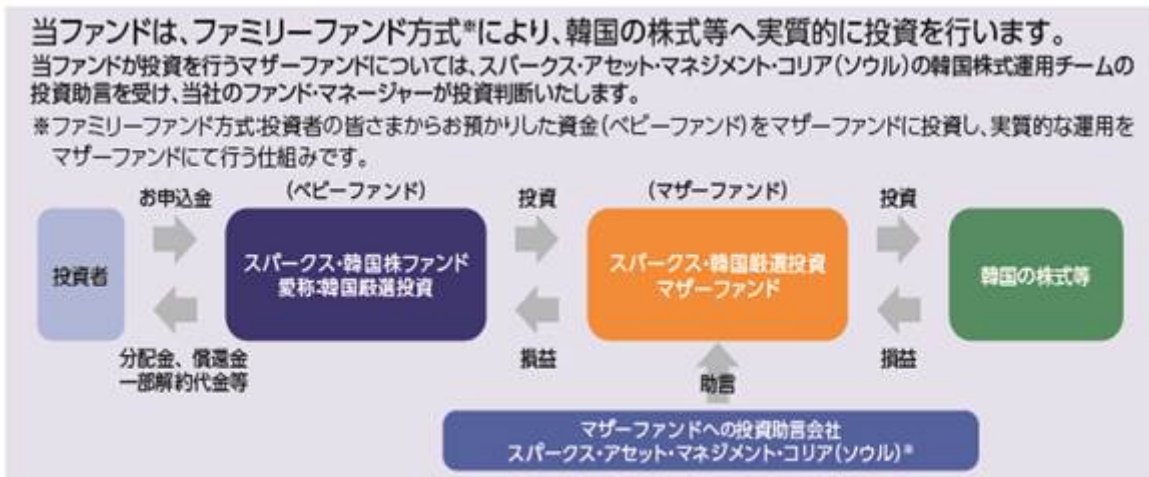 当ファンドは、ファミリーファンド方式※により、韓国の株式等へ実質的に投資を行います。
当ファンドが投資を行うマザーファンドについては、スパークス・アセット・マネジメント・コリア(ソウル)の韓国株式運用チームの
投資助言を受け、当社のファンド・マネージャーが投資判断いたします。
※ファミリーファンド方式:投資者の皆さまからお預かりした資金(ベビーファンド)をマザーファンドに投資し、実質的な運用を
マザーファンドにて行う仕組みです。
お申込金
(ベビーファンド)
投資
(マザーファンド)
投資
投資者
スパークス・韓国株ファンド
愛称:韓国厳選投資
スパークス・韓国厳選投資
マザーファンド
韓国の株式等
分配金、償還金
一部解約代金等
損益
助言
損益
マザーファンドへの投資助言会社
スパークス・アセット・マネジメント・コリア(ソウル)※